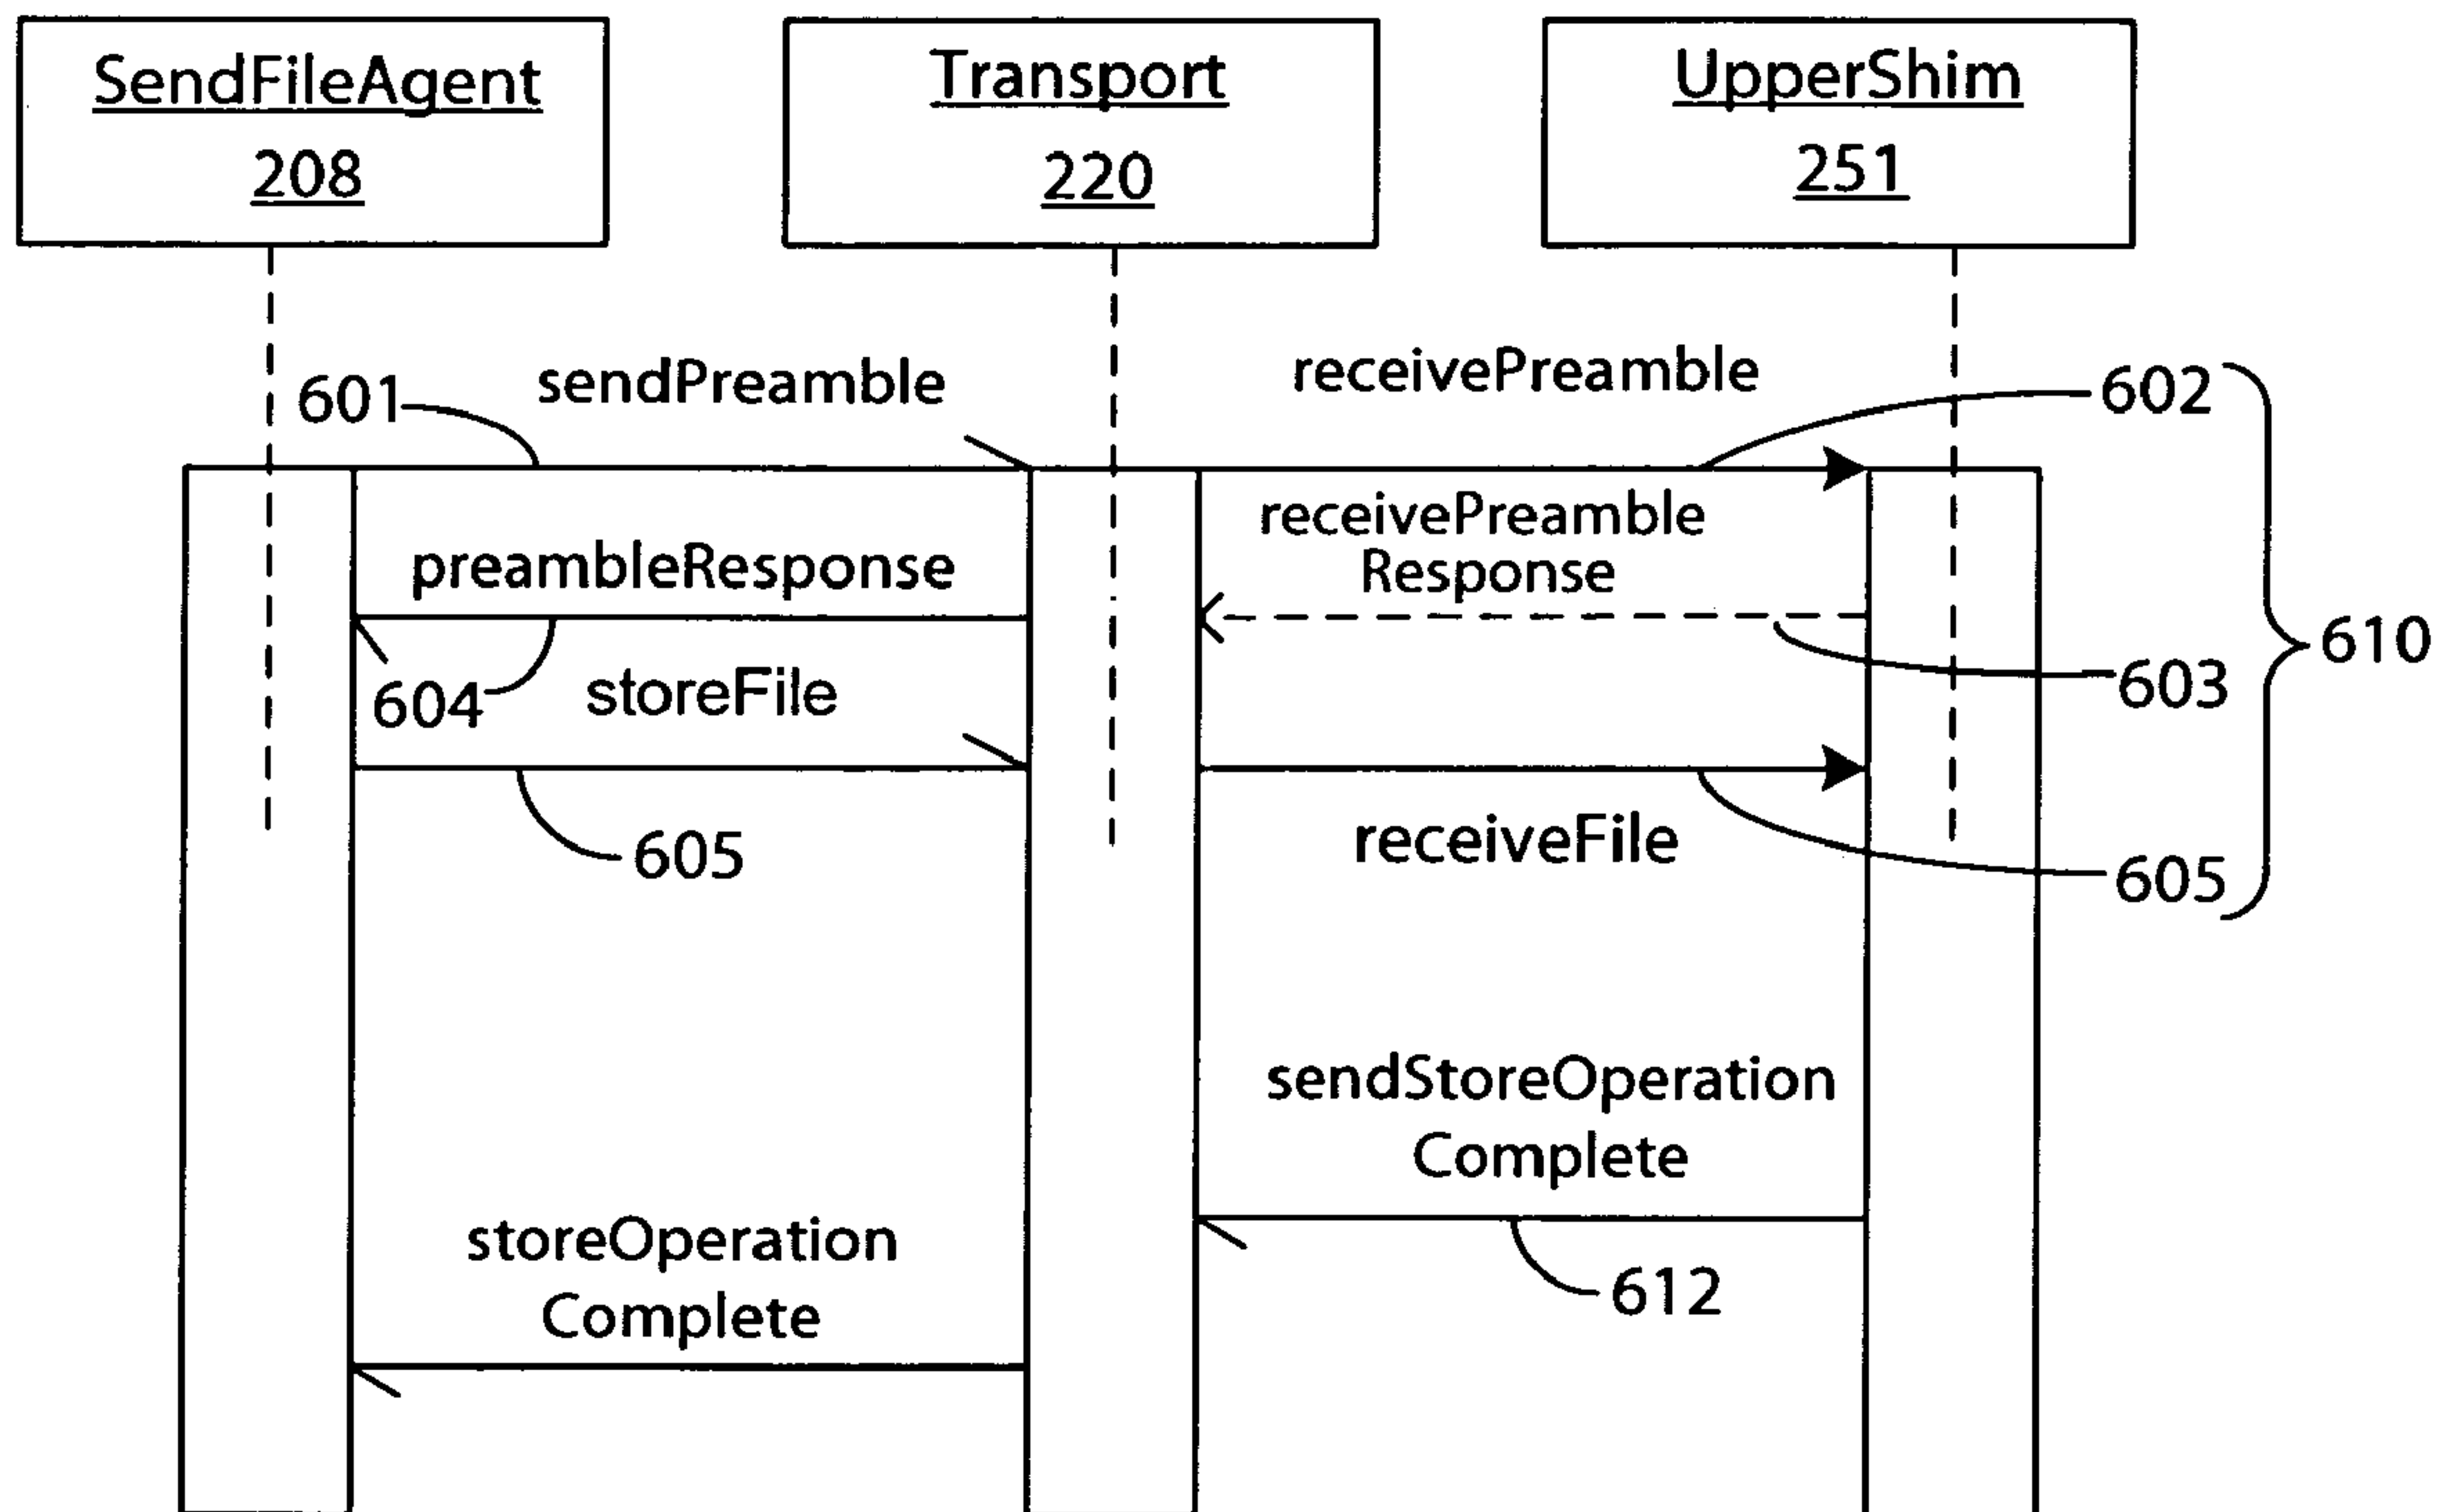 SendFileAgent
208
Transport
220
UpperShim
251
601
sendPreamble
receivePreamble
602
receivePreamble
Response
preambleResponse
610
603
604
storeFile
605
receiveFile
605
sendStoreOperation
Complete
storeOperation
Complete
612